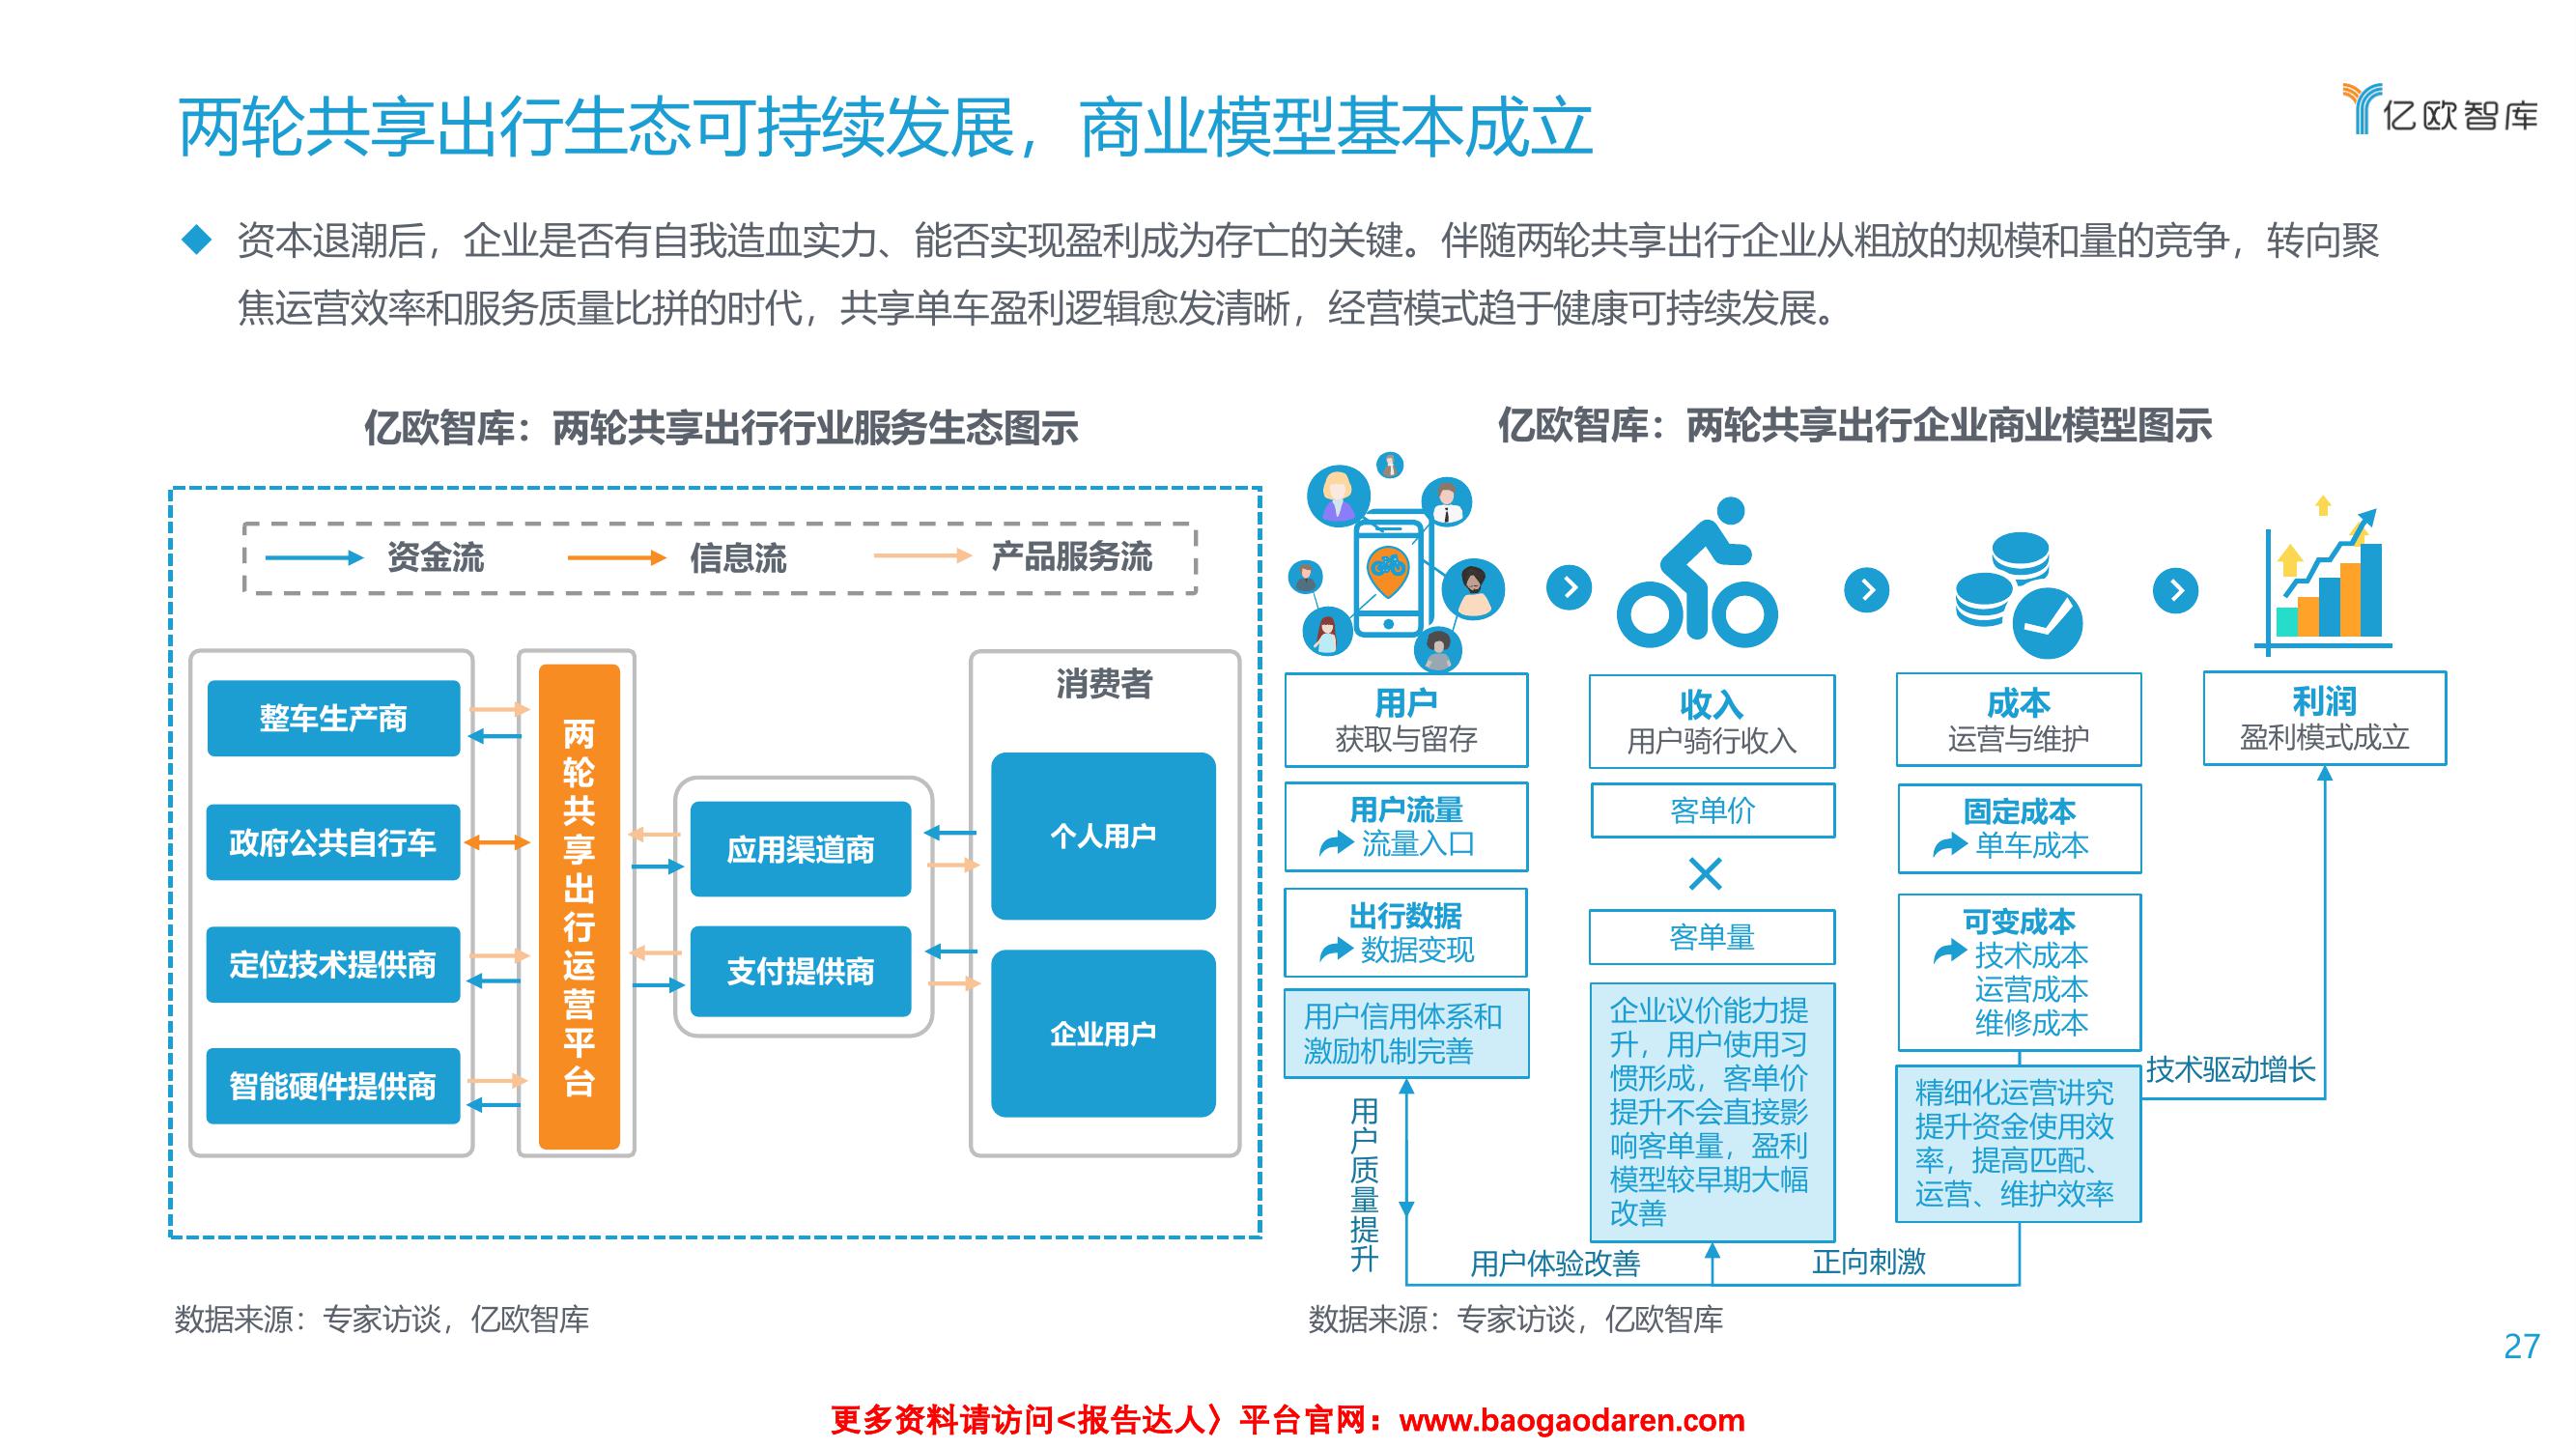 两轮共享出行生态可持续发展，商业模型基本成立
亿欧智库
资本退潮后，企业是否有自我造血实力、能否实现盈利成为存亡的关键。伴随两轮共享出行企业从粗放的规模和量的竞争，转向聚
焦运营效率和服务质量比拼的时代，共享单车盈利逻辑愈发清晰，经营模式趋于健康可持续发展。
亿欧智库：两轮共享出行行业服务生态图示
资金流
信息流
产品服务流
整车生产商
政府公共自行车
定位技术提供商
智能硬件提供商
两轮共享出行运营平台
应用渠道商
支付提供商
消费者
个人用户
企业用户
数据来源：专家访谈，亿欧智库
亿欧智库：两轮共享出行企业商业模型图示
用户
获取与留存
用户流量
流量入口
出行数据
数据变现
用户信用体系和
激励机制完善
用户质量提升
收入
用户骑行收入
客单价
客单量
企业议价能力提
升，用户使用习
惯形成，客单价
提升不会直接影
响客单量，盈利
模型较早期大幅
改善
用户体验改善
成本
运营与维护
固定成本
单车成本
可变成本
技术成本
运营成本
维修成本
精细化运营讲究
提升资金使用效
率，提高匹配、
运营、维护效率
正向刺激
利润
盈利模式成立
技术驱动增长
数据来源：专家访谈，亿欧智库
27
更多资料请访问<报告达人〉平台官网：www.baogaodaren.com